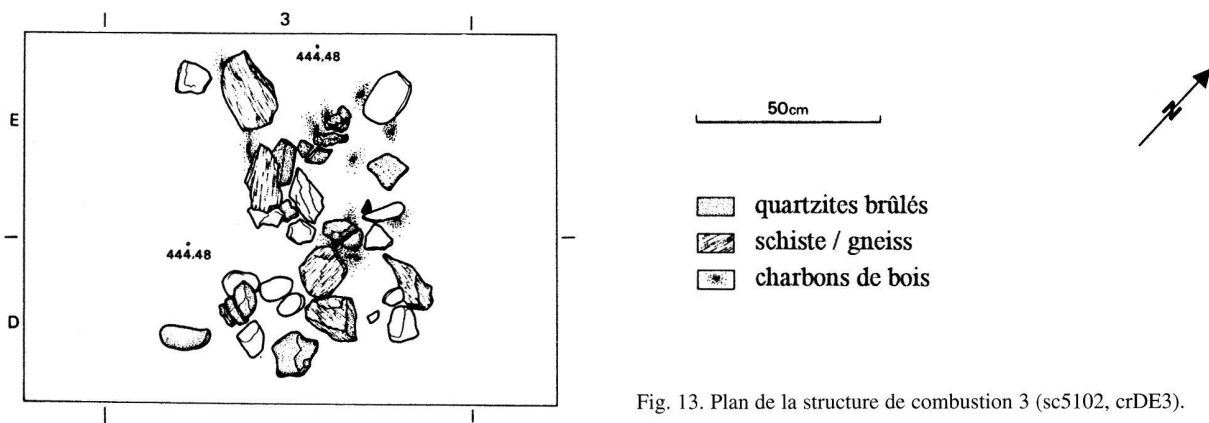 3
444.48
E
444.48
D
50cm
N
quartzites brûlés
schiste / gneiss
charbons de bois
Fig. 13. Plan de la structure de combustion 3 (sc5102, crDE3).